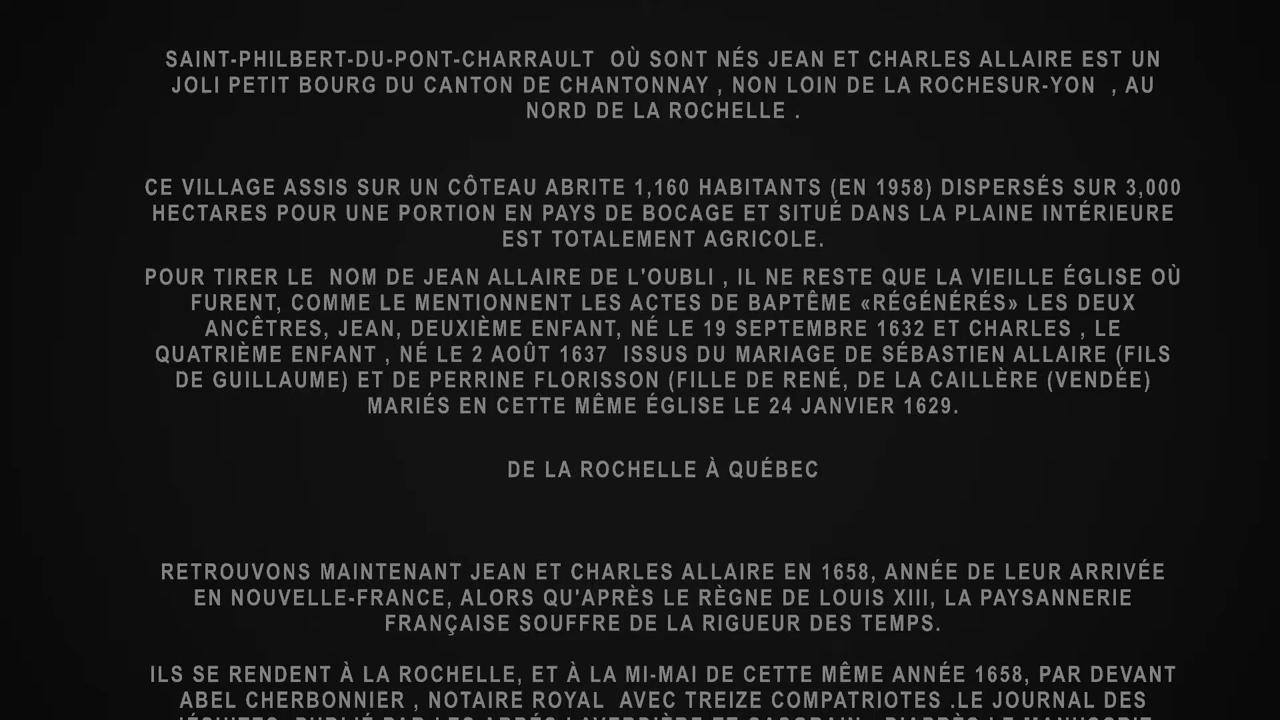 SAINT-PHILBERT-DU-PONT-CHARRAULT  OÙ SONT NÉS JEAN ET CHARLES ALLAIRE EST UN
JOLI PETIT BOURG DU CANTON DE CHANTONNAY , NON LOIN DE LA ROCHESUR-YON  , AU
NORD DE LA ROCHELLE .
CE VILLAGE ASSIS SUR UN CÔTEAU ABRITE 1,160 HABITANTS (EN 1958) DISPERSÉS SUR 3,000
HECTARES POUR UNE PORTION EN PAYS DE BOCAGE ET SITUÉ DANS LA PLAINE INTÉRIEURE
EST TOTALEMENT AGRICOLE.
POUR TIRER LE  NOM DE JEAN ALLAIRE DE L'OUBLI , IL NE RESTE QUE LA VIEILLE ÉGLISE OÙ
FURENT, COMME LE MENTIONNENT LES ACTES DE BAPTÊME «RÉGÉNÉRÉS» LES DEUX
ANCÊTRES, JEAN, DEUXIÈME ENFANT, NÉ LE 19 SEPTEMBRE 1632 ET CHARLES , LE
QUATRIÈME ENFANT , NÉ LE 2 AOÛT 1637  ISSUS DU MARIAGE DE SÉBASTIEN ALLAIRE (FILS
DE GUILLAUME) ET DE PERRINE FLORISSON (FILLE DE RENÉ, DE LA CAILLÈRE (VENDÉE)
MARIÉS EN CETTE MÊME ÉGLISE LE 24 JANVIER 1629.
DE LA ROCHELLE À QUÉBEC
RETROUVONS MAINTENANT JEAN ET CHARLES ALLAIRE EN 1658, ANNÉE DE LEUR ARRIVÉE
EN NOUVELLE-FRANCE, ALORS QU'APRÈS LE RÈGNE DE LOUIS XIII, LA PAYSANNERIE
FRANÇAISE SOUFFRE DE LA RIGUEUR DES TEMPS.
ILS SE RENDENT À LA ROCHELLE, ET À LA MI-MAI DE CETTE MÊME ANNÉE 1658, PAR DEVANT
ABEL CHERBONNIER , NOTAIRE ROYAL  AVEC TREIZE COMPATRIOTES .LE JOURNAL DES